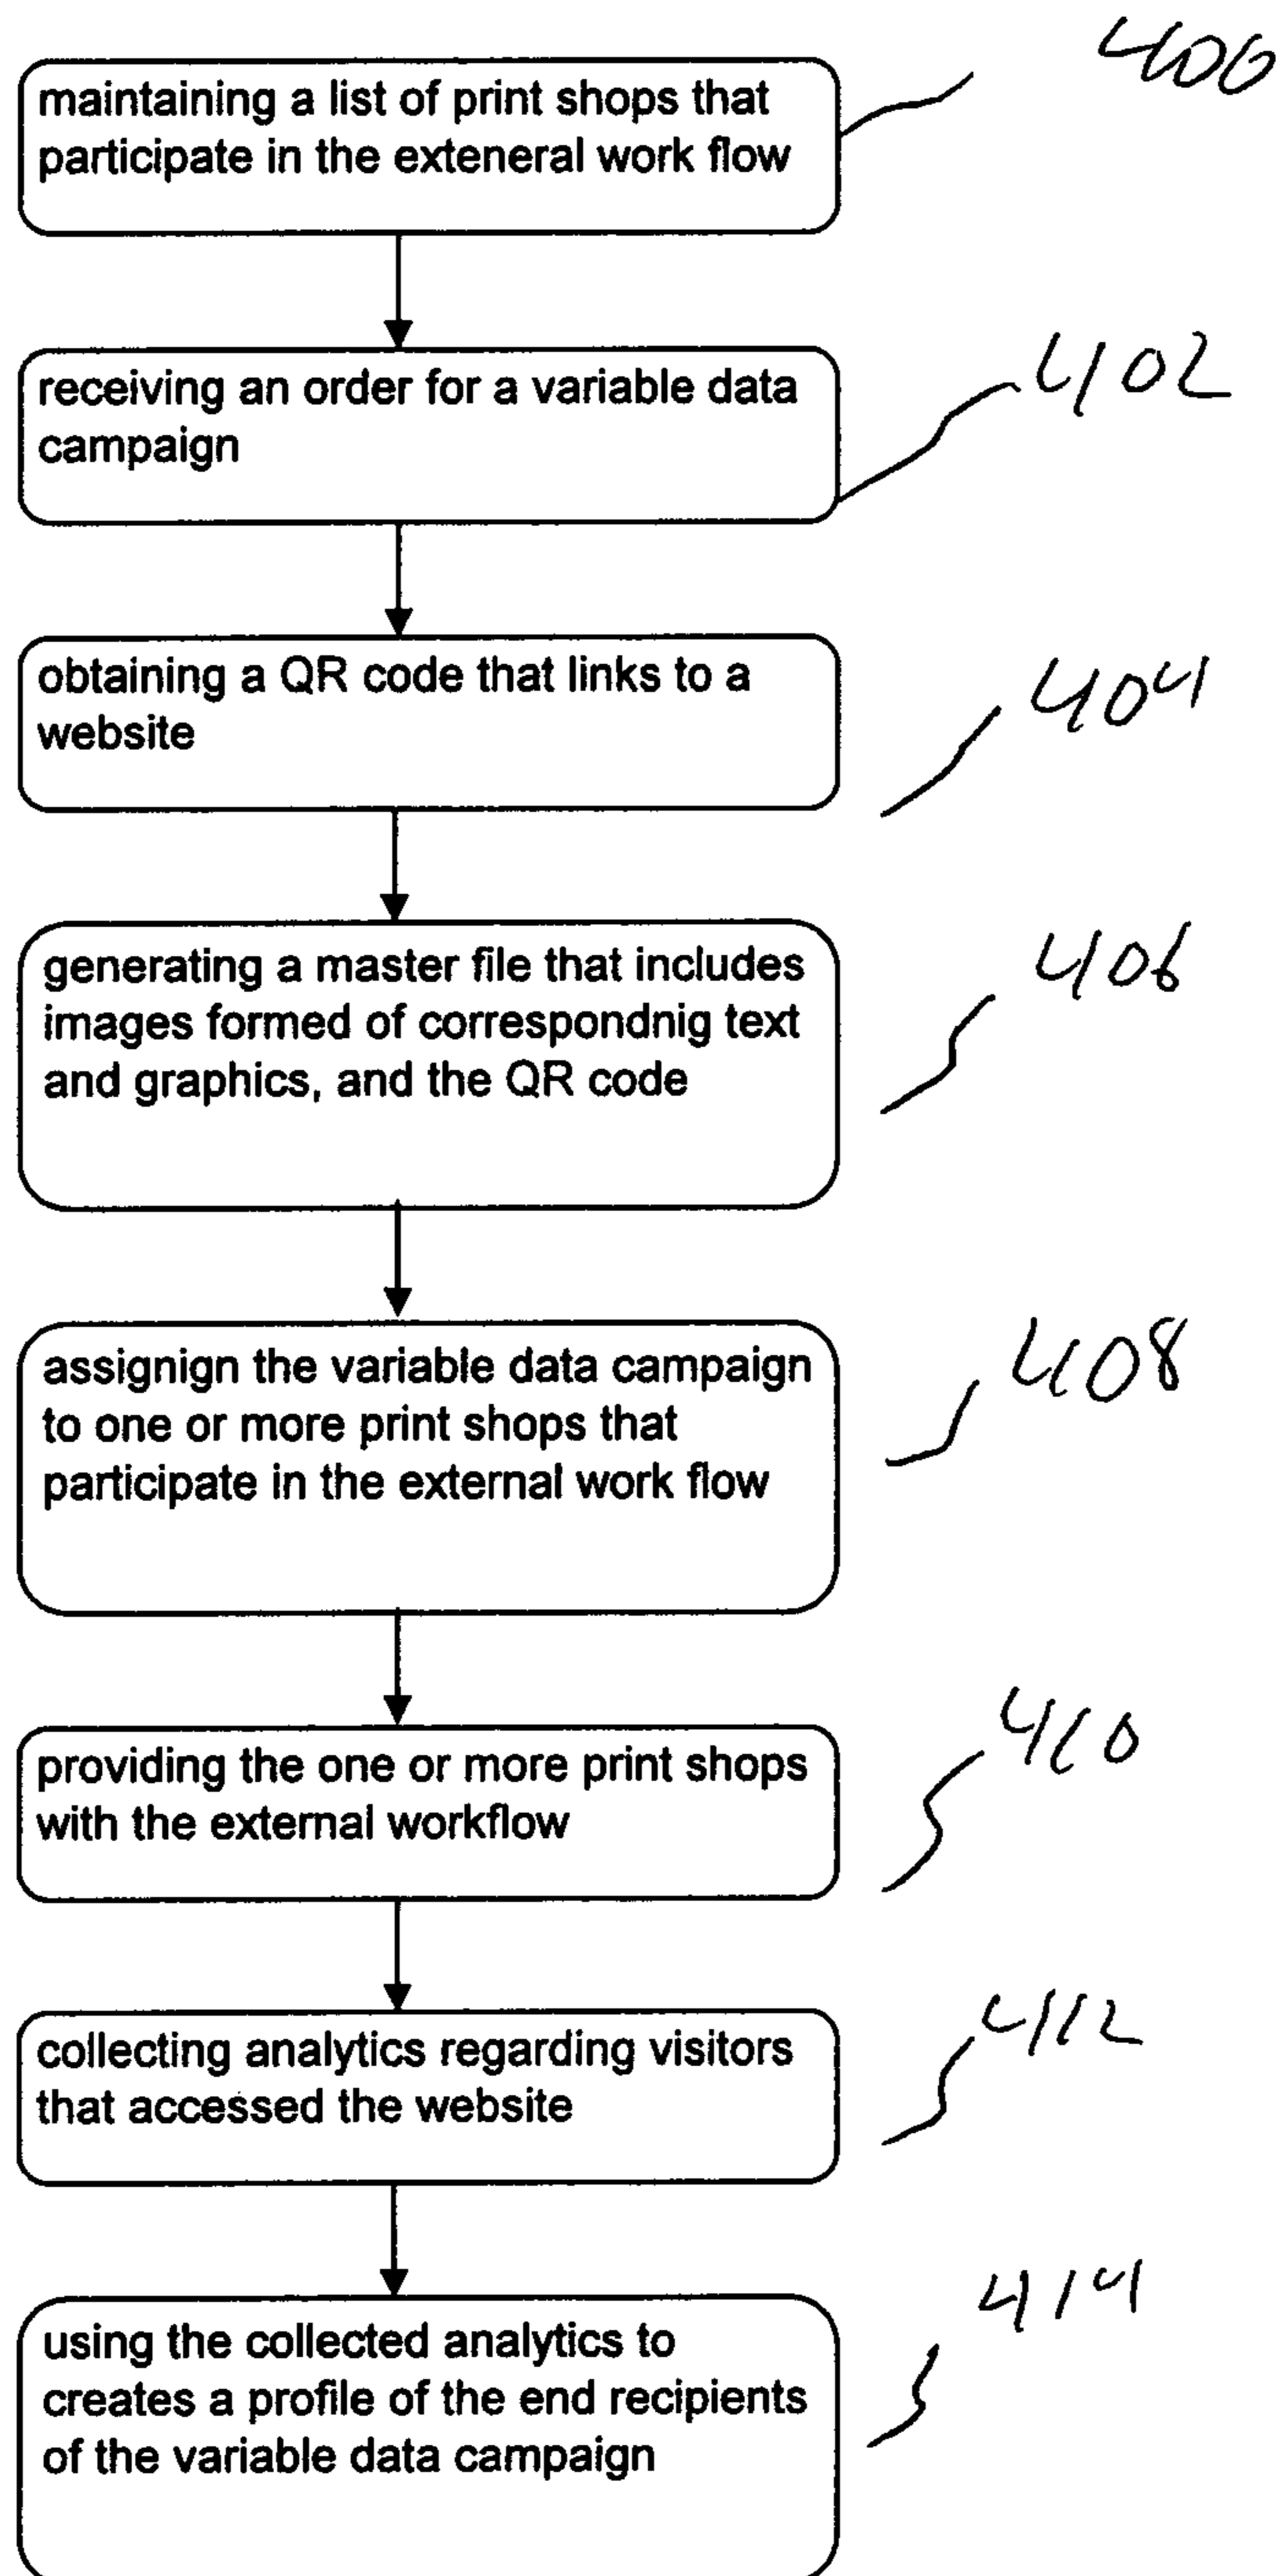 400
maintaining a list of print shops that
participate in the exteneral work flow
402
receiving an order for a variable data
campaign
404
obtaining a QR code that links to a
website
406
generating a master file that includes
images formed of correspondnig text
and graphics, and the QR code
408
assignign the variable data campaign
to one or more print shops that
participate in the external work flow
410
providing the one or more print shops
with the external workflow
412
collecting analytics regarding visitors
that accessed the website
414
using the collected analytics to
creates a profile of the end recipients
of the variable data campaign